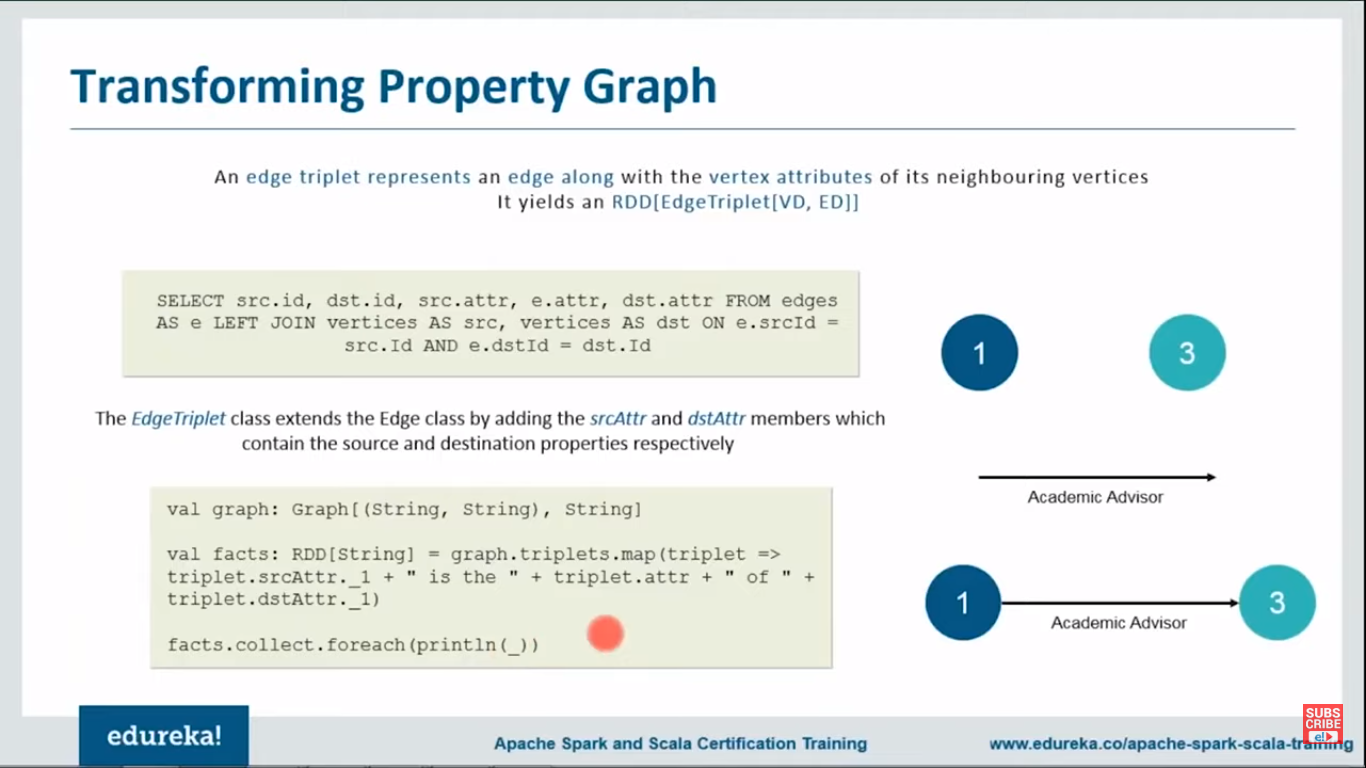 Transforming Property Graph
An edge triplet represents an edge along with the vertex attributes of its neighbouring vertices
It yields an RDD[EdgeTriplet[VD, ED]]
SELECT src.id, dst.id, src.attr, e.attr, dst.attr FROM edges
AS e LEFT JOIN vertices AS src, vertices AS dst ON e.srcId =
src.Id AND e.dstId = dst.Id
The EdgeTriplet class extends the Edge class by adding the srcAttr and dstAttr members which
contain the source and destination properties respectively
val graph: Graph[(String, String), String]
val facts: RDD[String] = graph.triplets.map(triplet =>
triplet.srcAttr._1 + " is the " + triplet.attr + " of " +
triplet.dstAttr._1)
facts.collect.foreach(println(_))
1
3
Academic Advisor
1
3
Academic Advisor
edureka!
Apache Spark and Scala Certification Training
www.edureka.co/apache-spark-scala-training
SUBS
CRIBE
e!